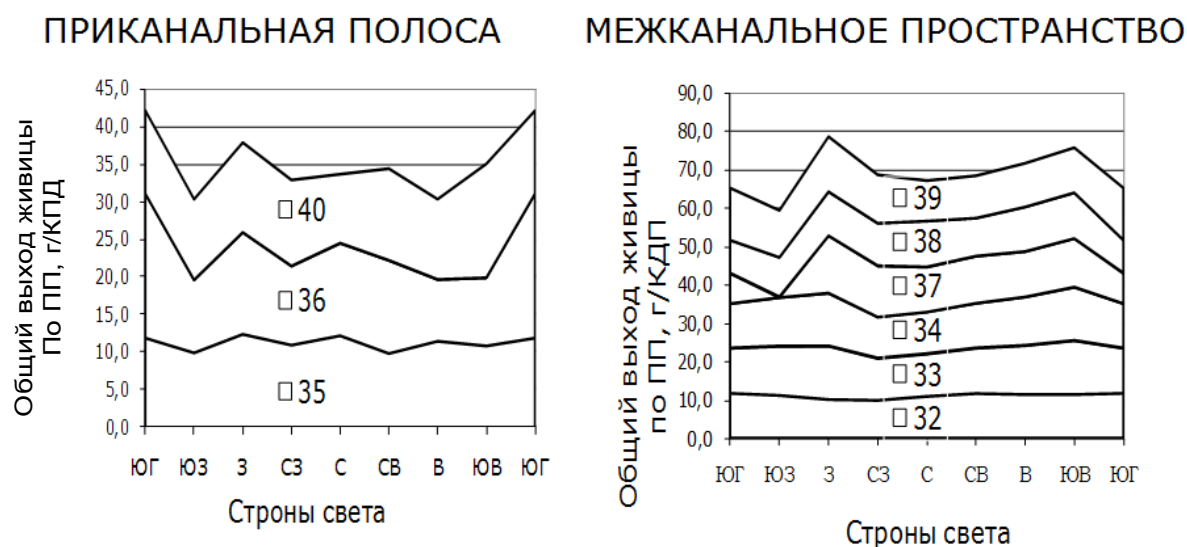 ПРИКАНАЛЬНАЯ ПОЛОСА
Общий выход живицы
По ПП, г/КПД
45,0
40,0
35,0
30,0
25,0
20,0
15,0
10,0
5,0
0,0
40
36
35
ЮГ ЮЗ З СЗ С СВ В ЮВ ЮГ
Строны света
МЕЖКАНАЛЬНОЕ ПРОСТРАНСТВО
Общий выход живицы
по ПП, г/КДП
90,0
80,0
70,0
60,0
50,0
40,0
30,0
20,0
10,0
0,0
39
38
37
34
33
32
ЮГ ЮЗ З СЗ С СВ В ЮВ ЮГ
Строны света